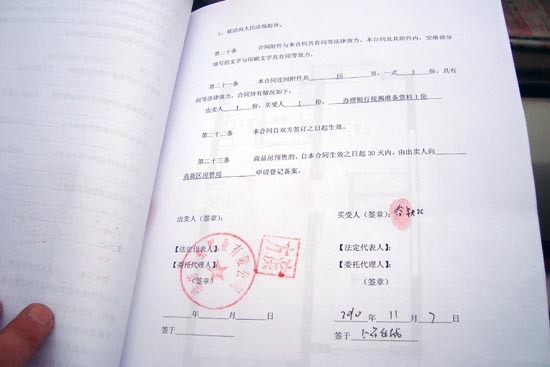 1、依法向人民法院起诉。
第二十条 合同附件与本合同具有同等法律效力。本合同及其附件内，空格部分
填写的文字与印刷文字具有同等效力。
第二十一条 本合同连同附件共 15 页，一式 3 份，具有
同等法律效力，合同持有情况如下：
出卖人 1 份，买受人 1 份， 办理银行按揭准备资料1份
第二十二条 本合同自双方签订之日起生效。
第二十三条 商品房预售的，自本合同生效之日起30天内，由出卖人向
高新区房管局 申请登记备案。
出卖人（签章）： 买受人（签章）：
【法定代表人】： 【法定代表人】：
【委托代理人】： 【委托代理人】：
（签章） （签章）
业有限公司
年 月 日 年 11 月 7 日
签于 签于